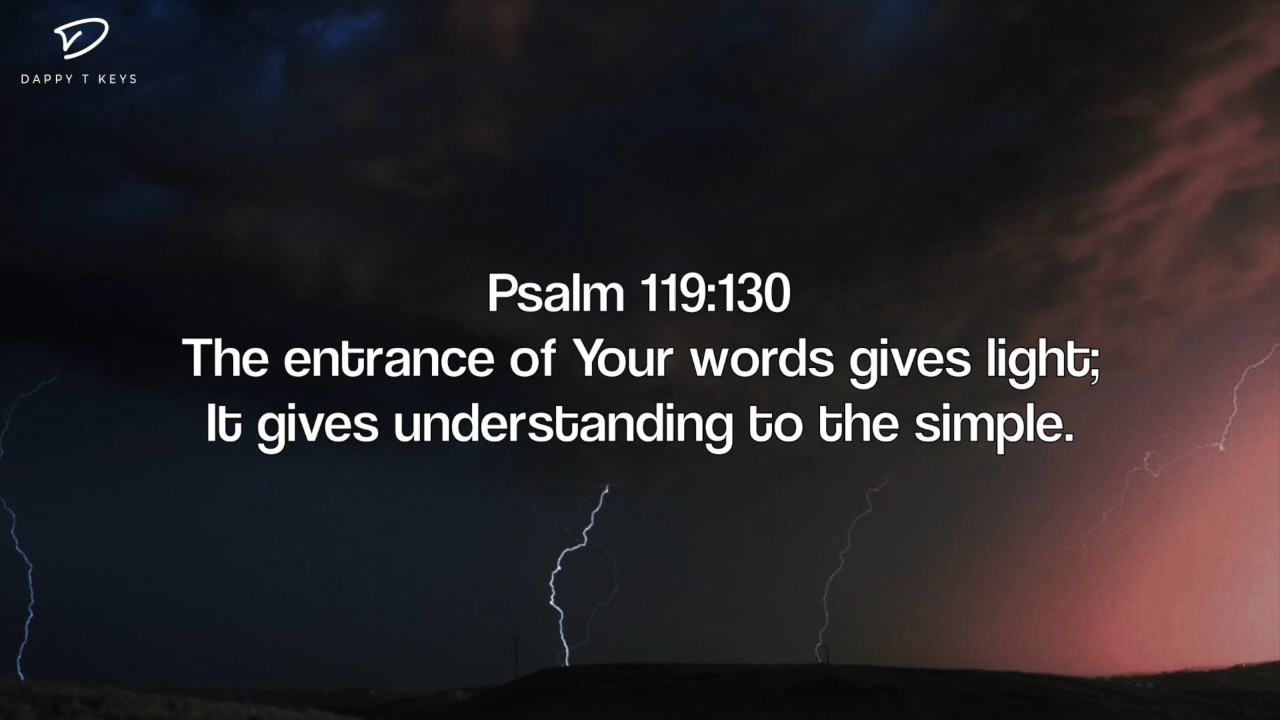 DAPPY T KEYS
Psalm 119:130
The entrance of Your words gives light;
It gives understanding to the simple.